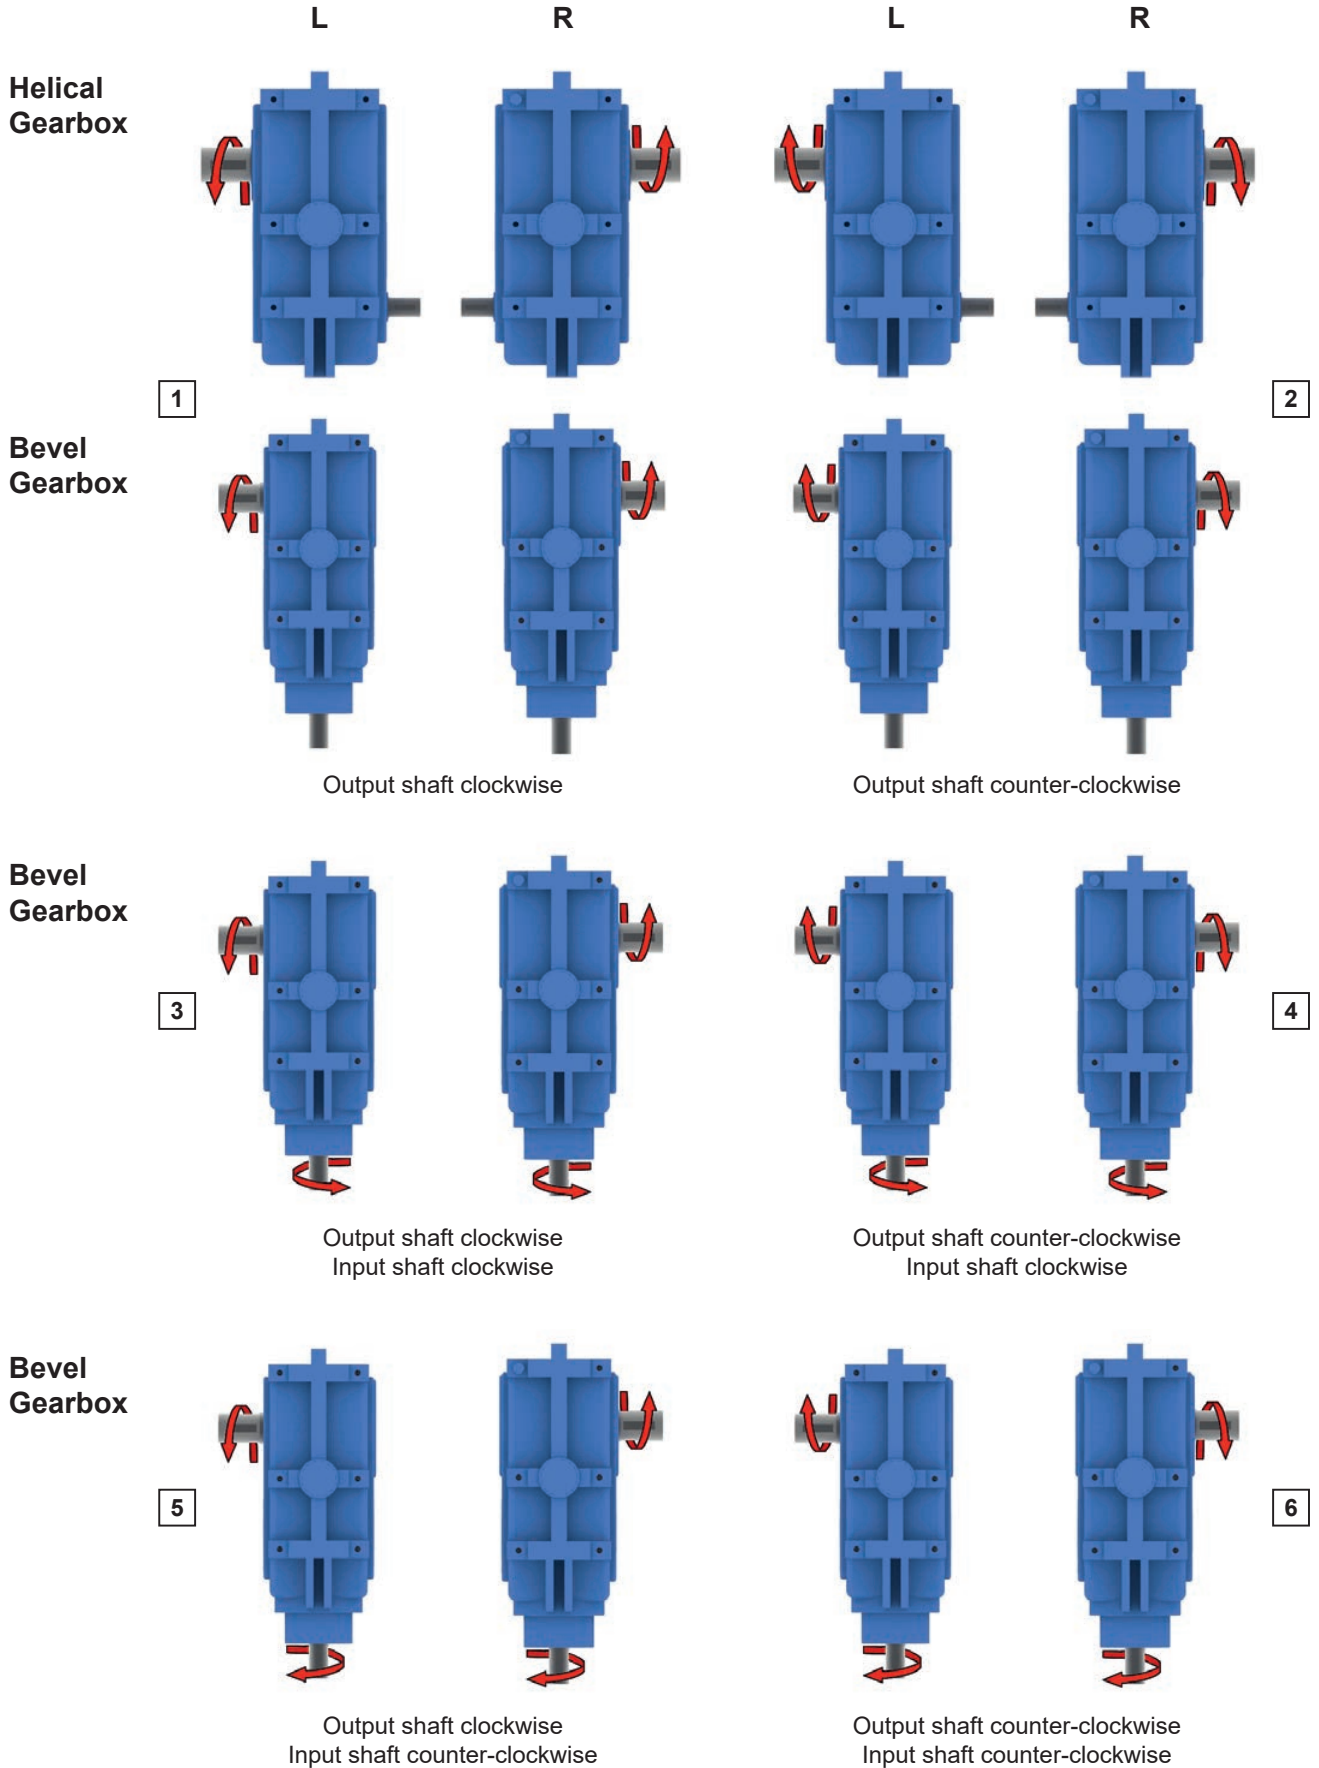 L R L R
Helical
Gearbox
1
2
Bevel
Gearbox
Output shaft clockwise
Output shaft counter-clockwise
Bevel
Gearbox
3
4
Output shaft clockwise
Input shaft clockwise
Output shaft counter-clockwise
Input shaft clockwise
Bevel
Gearbox
5
6
Output shaft clockwise
Input shaft counter-clockwise
Output shaft counter-clockwise
Input shaft counter-clockwise